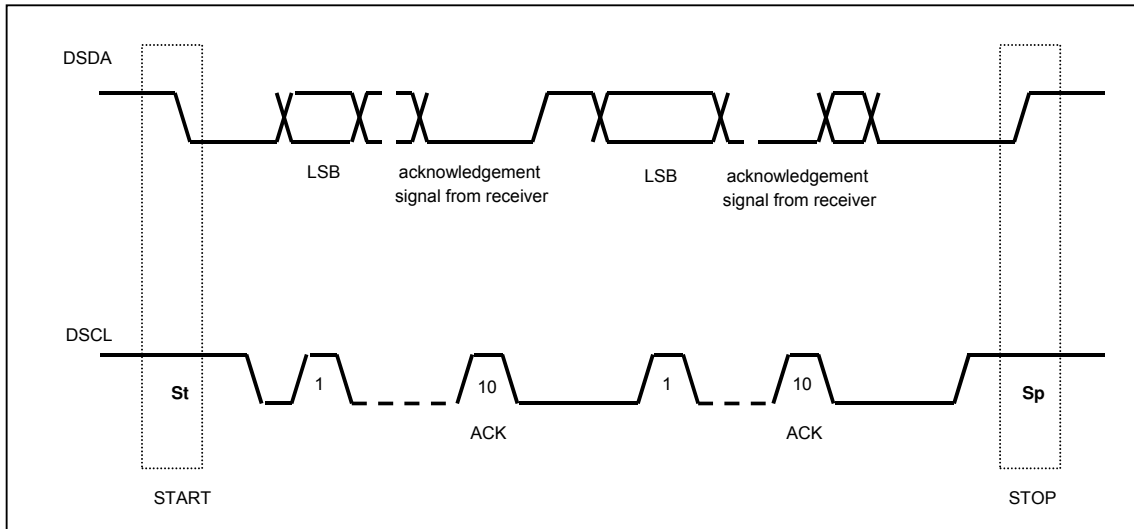 DSDA
LSB
acknowledgement
signal from receiver
LSB
acknowledgement
signal from receiver
DSCL
St
1
10
1
10
Sp
ACK
ACK
START
STOP